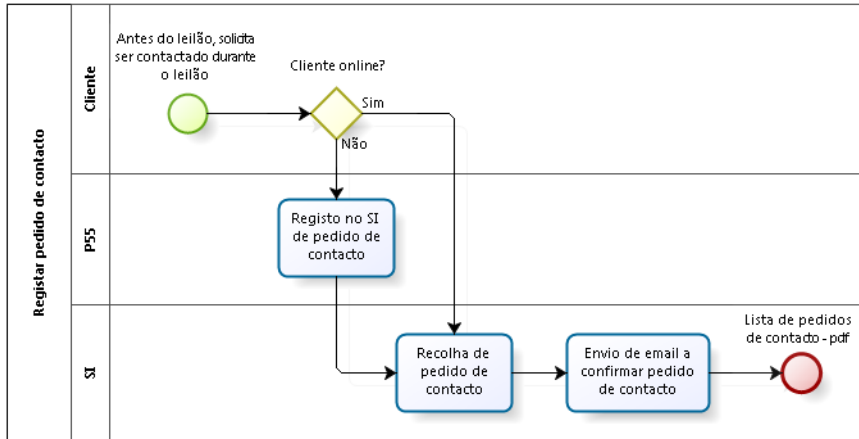 Registar pedido de contacto
Cliente
Antes do leilão, solicita
ser contactado durante
o leilão
Cliente online?
Sim
Não
P55
Registo no SI
de pedido de
contacto
SI
Recolha de
pedido de
contacto
Envio de email a
confirmar pedido
de contacto
Lista de pedidos
de contacto - pdf